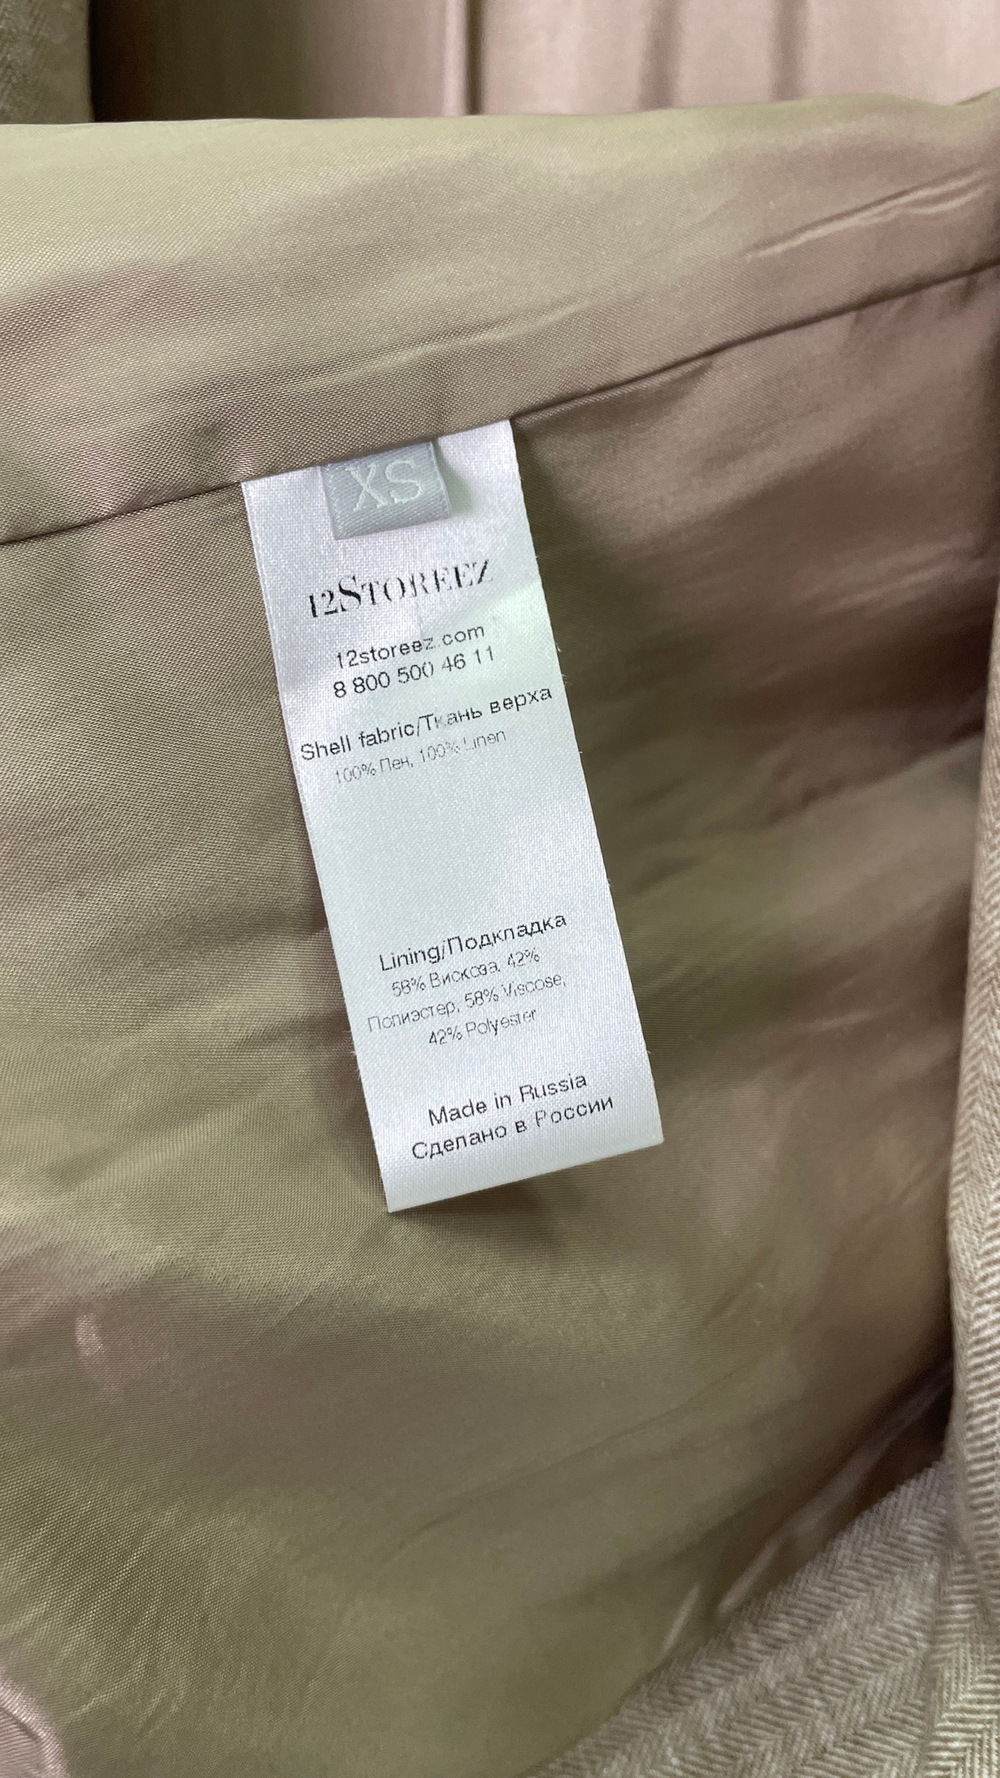 XS
12STOREEZ
12storeez.com
8 800 500 46 11
Shell fabric/Ткань верха
100% Лен, 100% Linen
Lining/Подкладка
58% Вискоза, 42%
Полиэстер, 58% Viscose,
42% Polyester
Made in Russia
Сделано в России